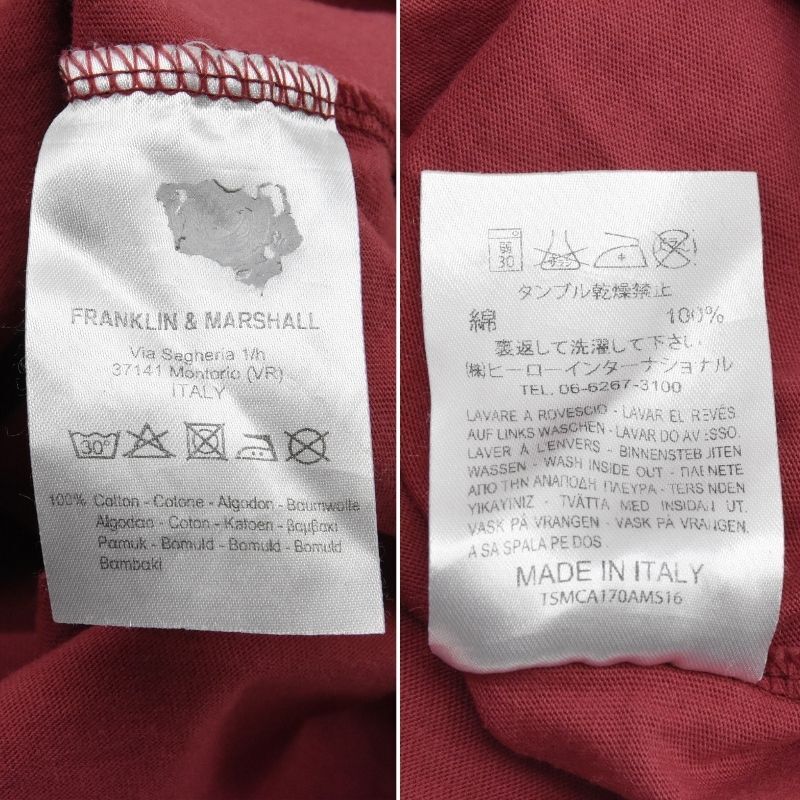 FRANKLIN & MARSHALL
Via Segheria 1/h
37141 Montorio (VR)
ITALY
30°
100% Cotton - Cotone - Algodon - Baumwolle
Algodao - Coton - Katoen - βαμβακι
Pamuk - Bomuld - Bomuld - Bomuld
Bambaki
弱
30
タンブル乾燥禁止
綿 100%
裏返して洗濯して下さい
㈱ヒーローインターナショナル
TEL. 06-6267-3100
LAVARE A ROVESCIO - LAVAR EL REVÉS
AUF LINKS WASCHEN - LAVAR DO AVESSO.
LAVER À L'ENVERS - BINNENSTEBUITEN
WASSEN - WASH INSIDE OUT - ΠΛΕΝΕΤΕ
ΑΠΟ ΤΗΝ ΑΝΑΠΟΔΗ ΠΛΕΥΡΑ - TERSINDEN
YIKAYINIZ - TVÄTTA MED INSIDAN UT.
VASK PÅ VRANGEN - VASK PÅ VRANGEN.
A SA SPALA PE DOS.
MADE IN ITALY
TSMCA170AMS16